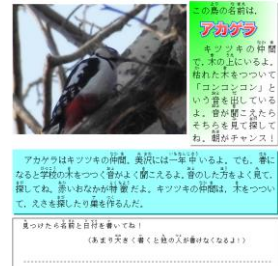 この鳥の名前は、
アカゲラ
キツツキの仲間
で、木の上にいるよ。
枯れた木をつついて
「コンコンコン」と
いう音を出している
よ。音が聞こえたら
そちらを見て探して
ね。朝がチャンス！
アカゲラはキツツキの仲間。美沢には一年中いるよ。でも、春に
なると学校の木をつつく音がよく聞こえるよ。音のした方をよく見て、
探してね。赤いおなかが特徴だよ。キツツキの仲間は、木をつつい
て、えさを探したり巣を作るんだ。
見つけたら名前と日付を書いてね！
（あまり大きく書くと他の人が書けなくなるよ！）